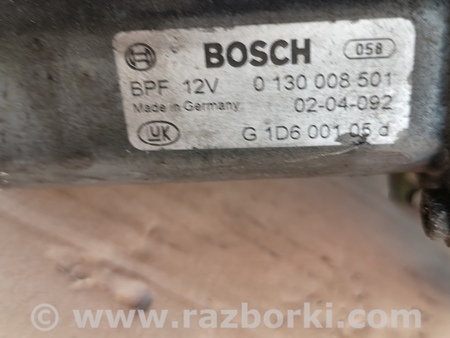 BOSCH 058
BPF 12V 0 130 008 501
Made in Germany 02-04-092
LUK G 1D6 001 05 d
© www.razborki.com